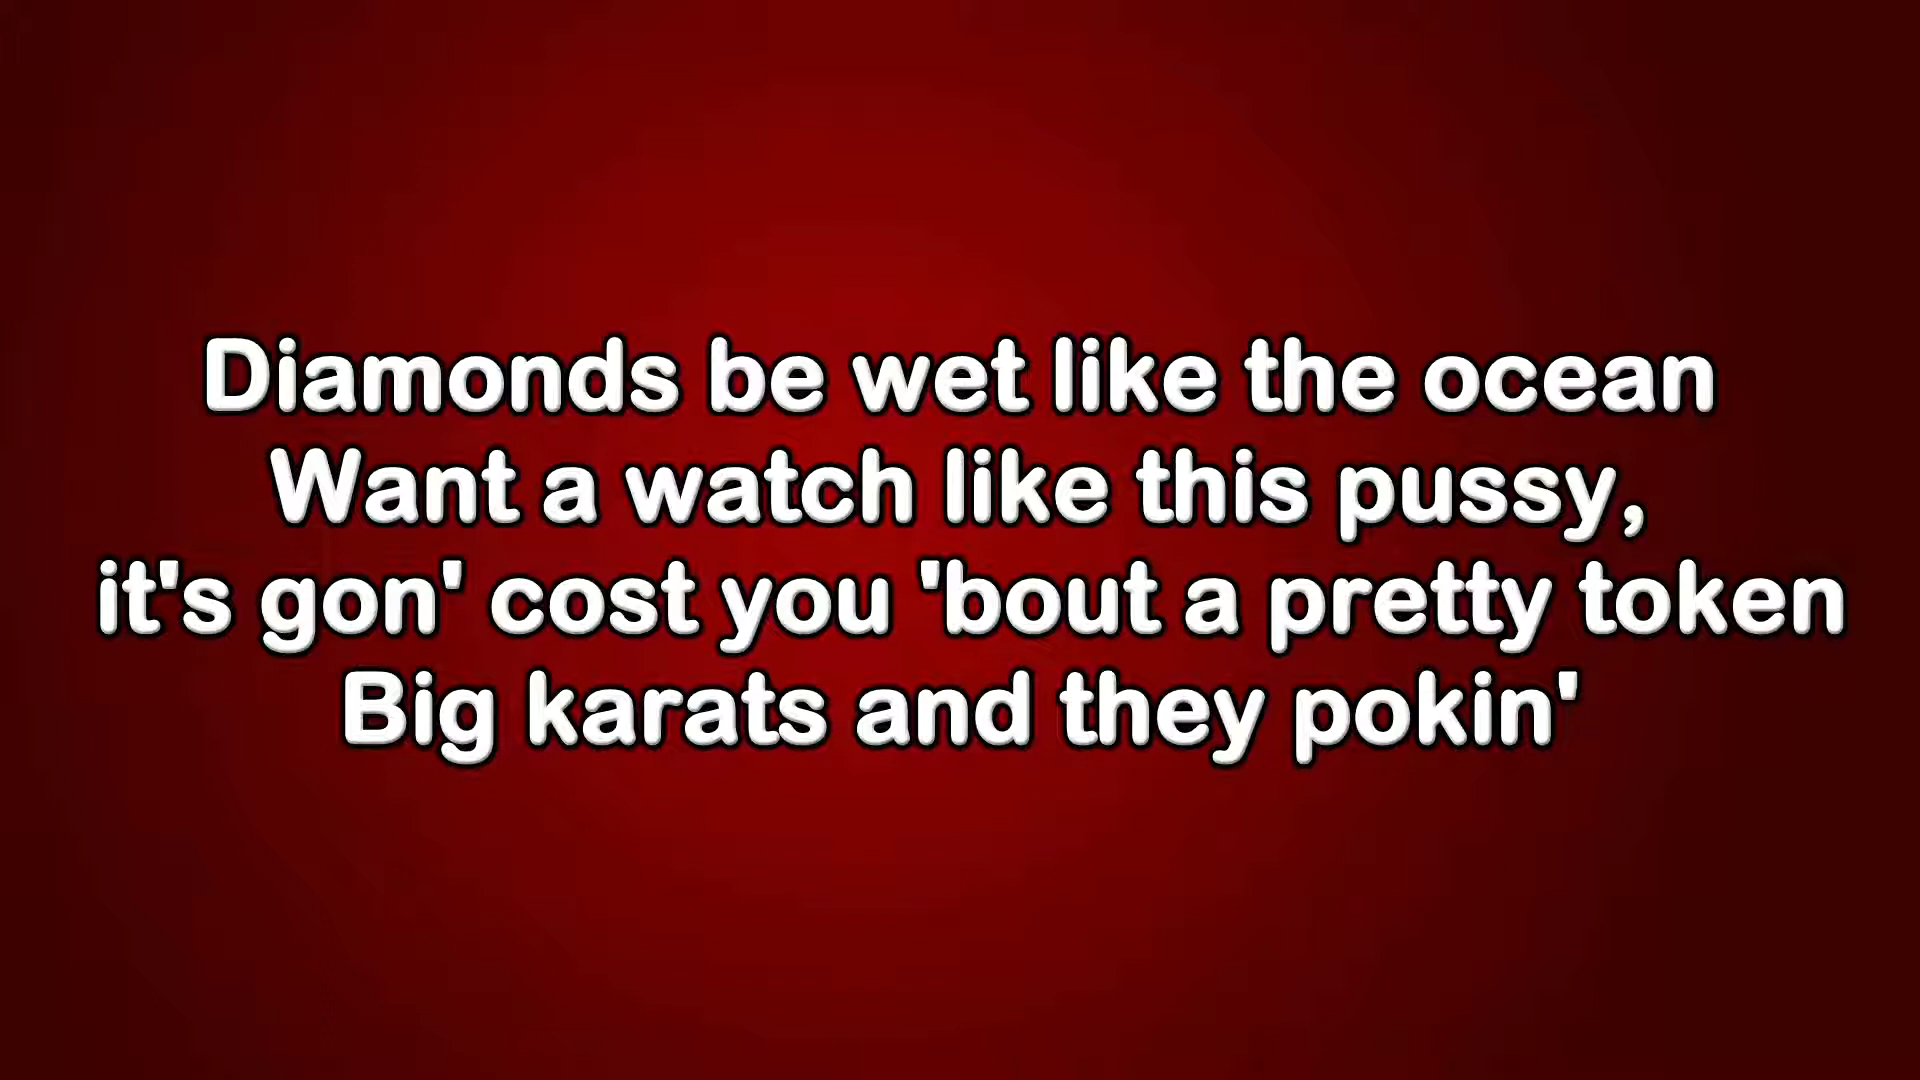 Diamonds be wet like the ocean
Want a watch like this pussy,
it's gon' cost you 'bout a pretty token
Big karats and they pokin'